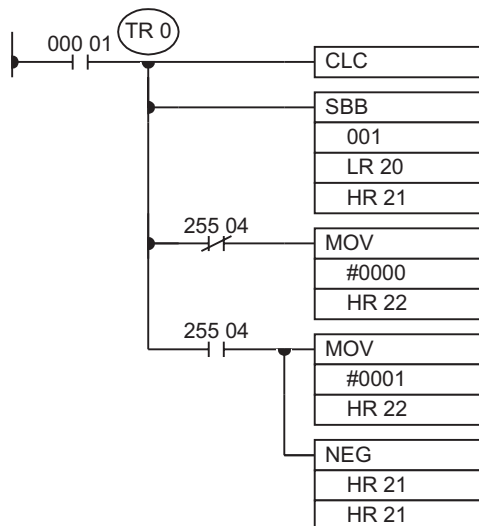 TR 0
000 01
CLC
SBB
001
LR 20
HR 21
255 04
MOV
#0000
HR 22
255 04
MOV
#0001
HR 22
NEG
HR 21
HR 21